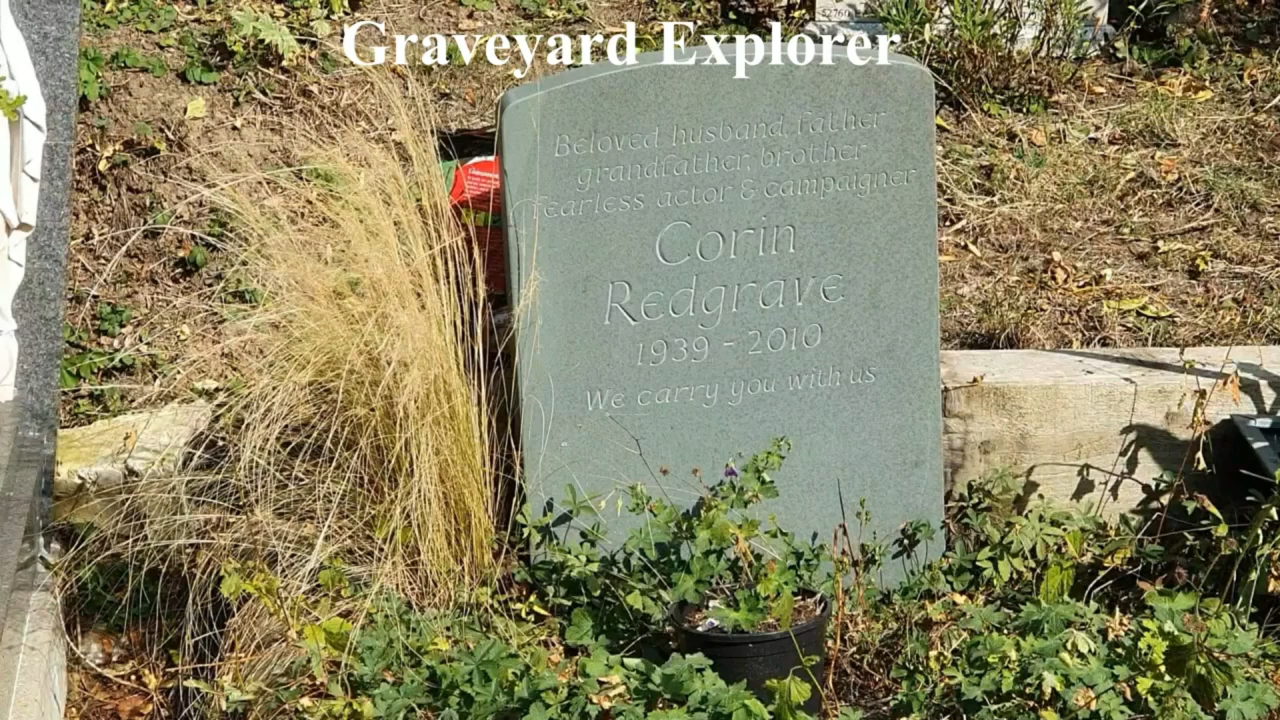 Graveyard Explorer
Beloved husband father
grandfather brother
fearless actor & campaigner
Corin
Redgrave
1939 - 2010
We carry you with us